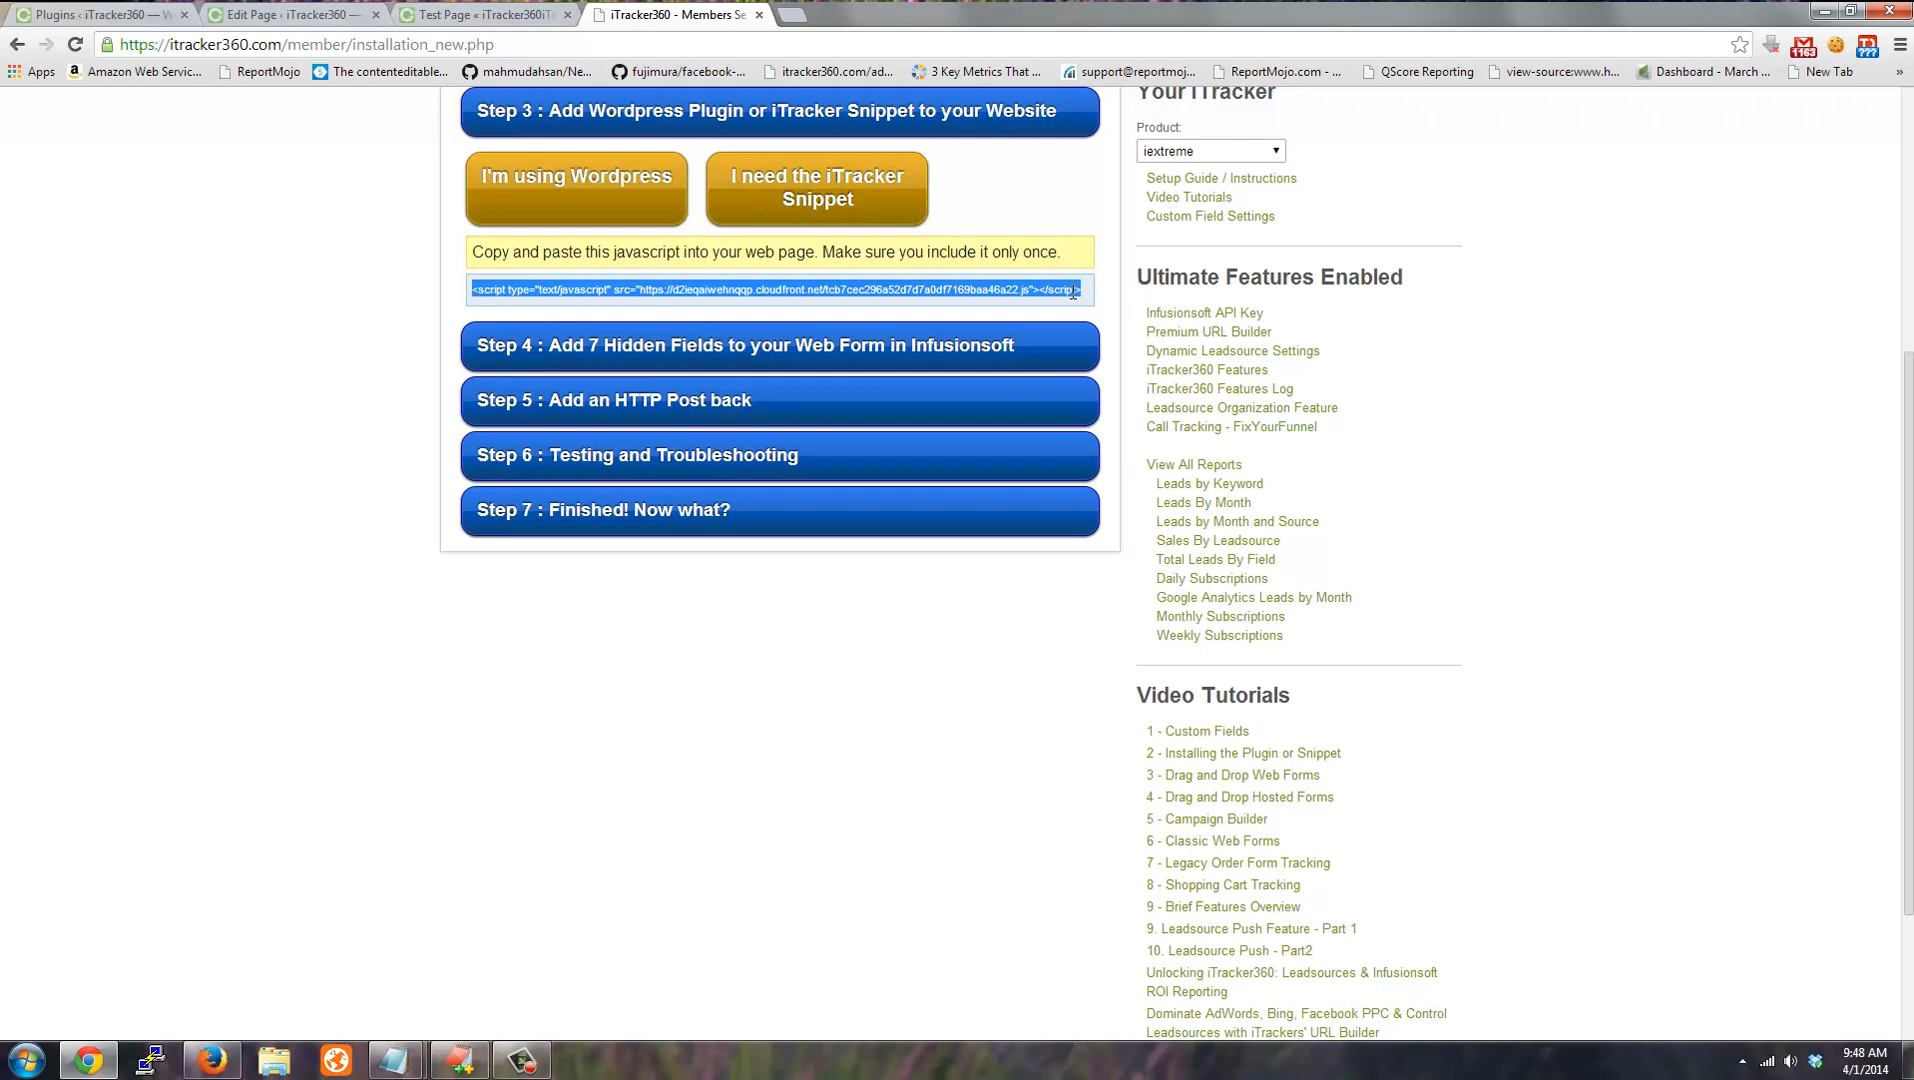 Plugins ‹ iTracker360 — W
Edit Page ‹ iTracker360 —
Test Page « iTracker360iTr
iTracker360 - Members Se
https://itracker360.com/member/installation_new.php
1163
???
Apps
Amazon Web Servic...
ReportMojo
The contenteditable...
mahmudahsan/Ne...
fujimura/facebook-...
itracker360.com/ad...
3 Key Metrics That ...
support@reportmoj...
ReportMojo.com - ...
QScore Reporting
view-source:www.h...
Dashboard - March ...
New Tab
»
Step 3 : Add Wordpress Plugin or iTracker Snippet to your Website
I'm using Wordpress
I need the iTracker
Snippet
Copy and paste this javascript into your web page. Make sure you include it only once.
<script type="text/javascript" src="https://d2ieqaiwehnqqp.cloudfront.net/tcb7cec296a52d7d7a0df7169baa46a22.js"></script>
Step 4 : Add 7 Hidden Fields to your Web Form in Infusionsoft
Step 5 : Add an HTTP Post back
Step 6 : Testing and Troubleshooting
Step 7 : Finished! Now what?
Your iTracker
Product:
iextreme
Setup Guide / Instructions
Video Tutorials
Custom Field Settings
Ultimate Features Enabled
Infusionsoft API Key
Premium URL Builder
Dynamic Leadsource Settings
iTracker360 Features
iTracker360 Features Log
Leadsource Organization Feature
Call Tracking - FixYourFunnel
View All Reports
Leads by Keyword
Leads By Month
Leads by Month and Source
Sales By Leadsource
Total Leads By Field
Daily Subscriptions
Google Analytics Leads by Month
Monthly Subscriptions
Weekly Subscriptions
Video Tutorials
1 - Custom Fields
2 - Installing the Plugin or Snippet
3 - Drag and Drop Web Forms
4 - Drag and Drop Hosted Forms
5 - Campaign Builder
6 - Classic Web Forms
7 - Legacy Order Form Tracking
8 - Shopping Cart Tracking
9 - Brief Features Overview
9. Leadsource Push Feature - Part 1
10. Leadsource Push - Part2
Unlocking iTracker360: Leadsources & Infusionsoft
ROI Reporting
Dominate AdWords, Bing, Facebook PPC & Control
Leadsources with iTrackers' URL Builder
9:48 AM
4/1/2014